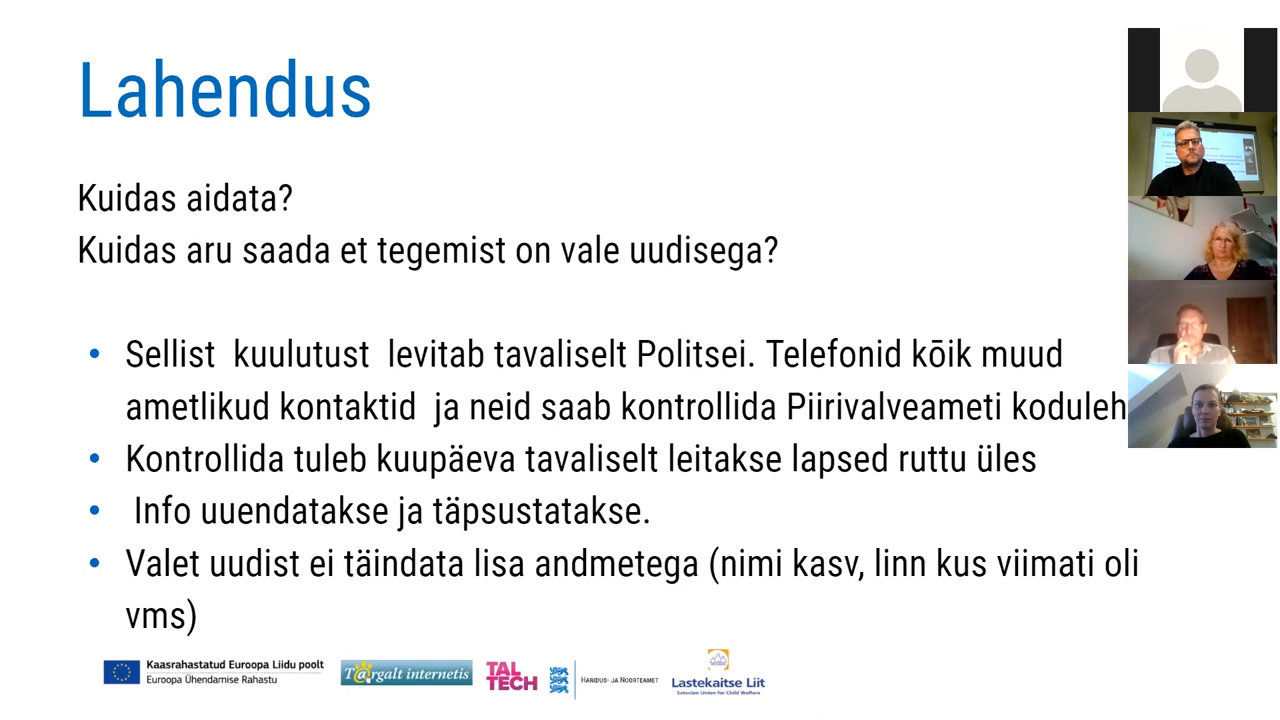 Lahendus
Kuidas aidata?
Kuidas aru saada et tegemist on vale uudisega?
• Sellist kuulutust levitab tavaliselt Politsei. Telefonid kõik muud
ametlikud kontaktid ja neid saab kontrollida Piirivalveameti koduleh
• Kontrollida tuleb kuupäeva tavaliselt leitakse lapsed ruttu üles
• Info uuendatakse ja täpsustatakse.
• Valet uudist ei täindata lisa andmetega (nimi kasv, linn kus viimati oli
vms)
Kaasrahastatud Euroopa Liidu poolt
Euroopa Ühendamise Rahastu
T@rgalt internetis
TAL
TECH
HARIDUS- JA NOORTEAMET
Lastekaitse Liit
Estonian Union for Child Welfare